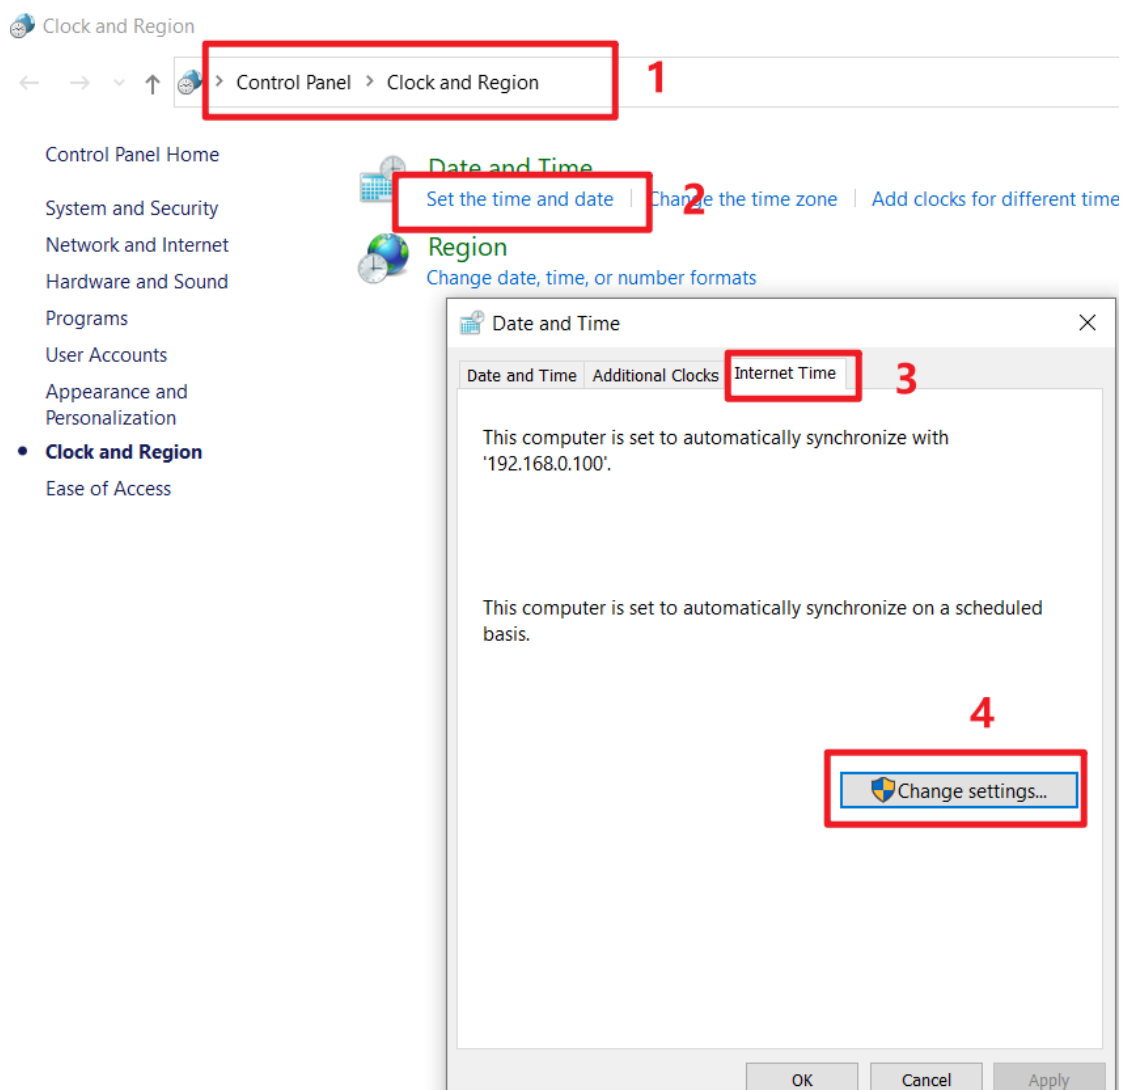 Clock and Region
Control Panel > Clock and Region
1
Control Panel Home
System and Security
Network and Internet
Hardware and Sound
Programs
User Accounts
Appearance and
Personalization
Clock and Region
Ease of Access
Date and Time
Set the time and date
2
Change the time zone
Add clocks for different time
Region
Change date, time, or number formats
Date and Time
Date and Time
Additional Clocks
Internet Time
3
This computer is set to automatically synchronize with
'192.168.0.100'.
This computer is set to automatically synchronize on a scheduled
basis.
4
Change settings...
OK
Cancel
Apply